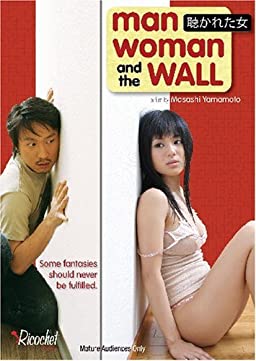 man 聴かれた女
woman
and
the WALL
a film by Masashi Yamamoto
Some fantasies
should never
be fulfilled.
Ricochet
Mature Audiences Only